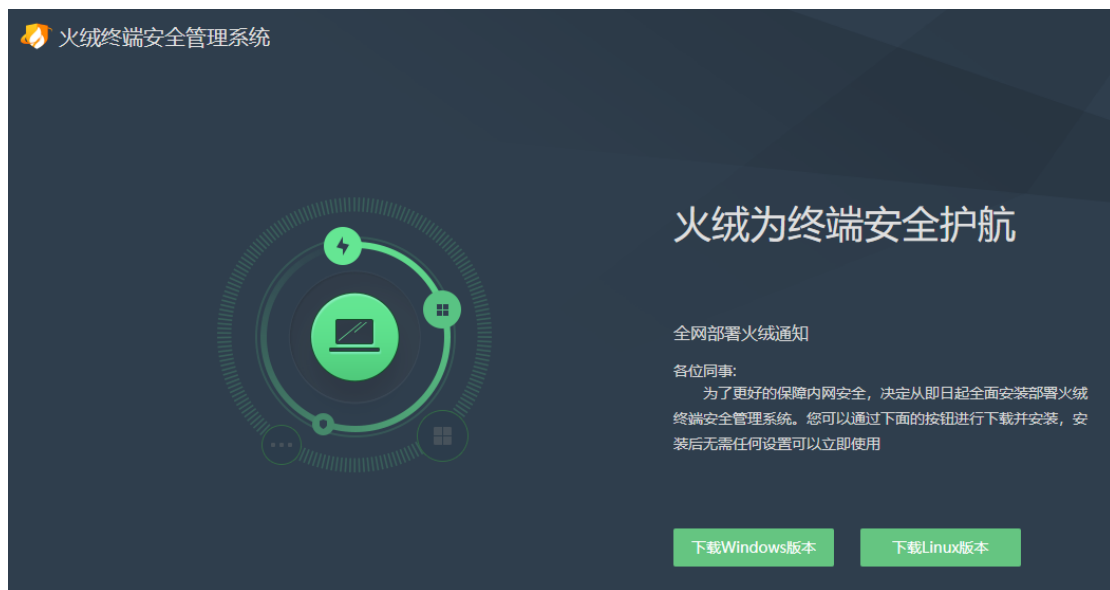 火绒终端安全管理系统
火绒为终端安全护航
全网部署火绒通知
各位同事:
为了更好的保障内网安全，决定从即日起全面安装部署火绒
终端安全管理系统。您可以通过下面的按钮进行下载并安装，安
装后无需任何设置可以立即使用
下载Windows版本
下载Linux版本